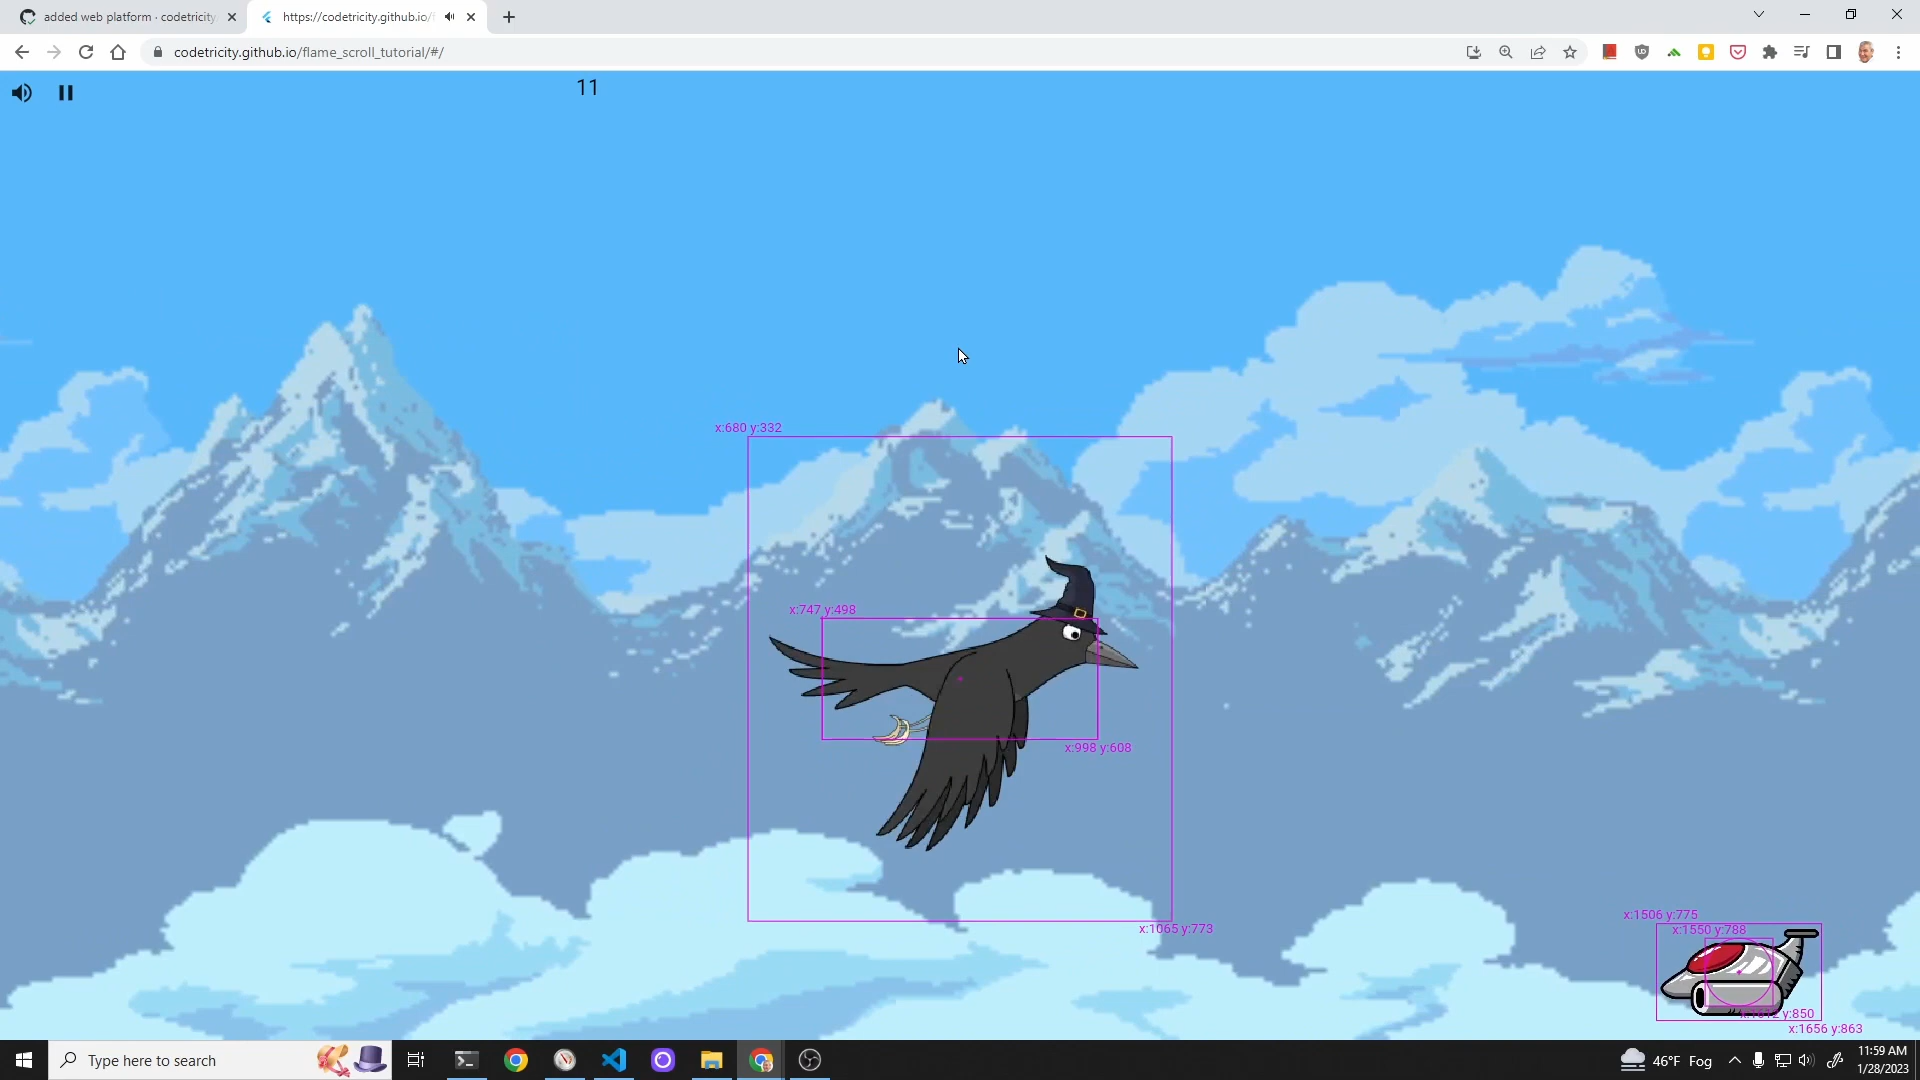 added web platform · codetricity
https://codetricity.github.io/f
codetricity.github.io/flame_scroll_tutorial/#/
11
x:680 y:332
x:747 y:498
x:998 y:608
x:1065 y:773
x:1506 y:775
x:1550 y:788
y:850
x:1656 y:863
Type here to search
46°F Fog
11:59 AM
1/28/2023